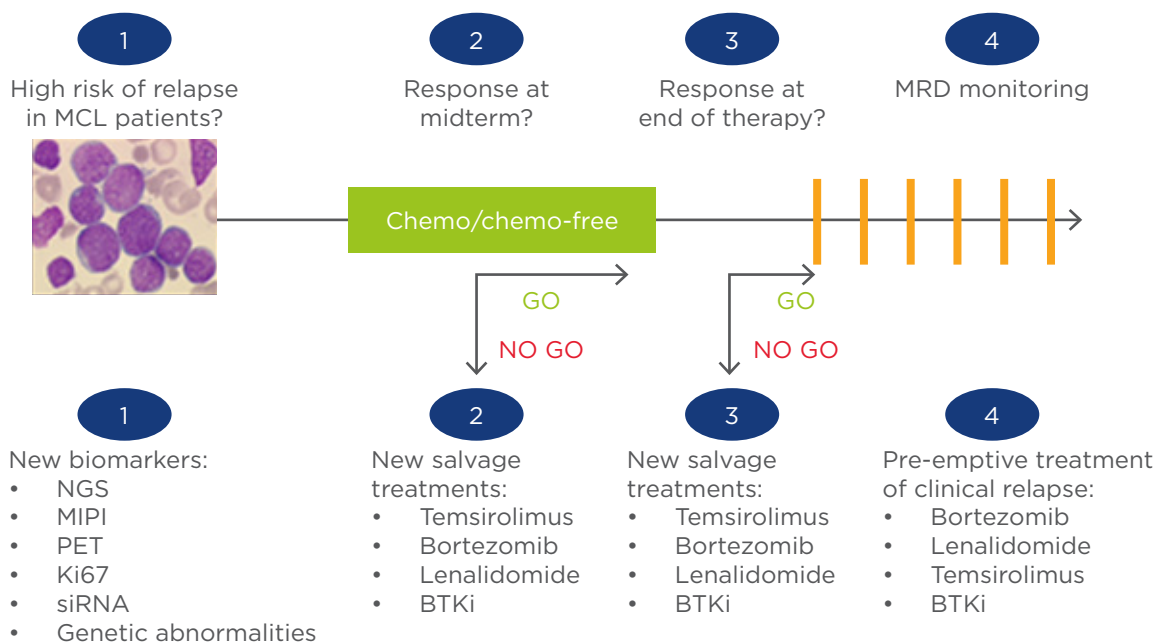 1
High risk of relapse
in MCL patients?
2
Response at
midterm?
3
Response at
end of therapy?
4
MRD monitoring
Chemo/chemo-free
GO
NO GO
GO
NO GO
1
New biomarkers:
• NGS
• MIPI
• PET
• Ki67
• siRNA
• Genetic abnormalities
2
New salvage
treatments:
• Temsirolimus
• Bortezomib
• Lenalidomide
• BTKi
3
New salvage
treatments:
• Temsirolimus
• Bortezomib
• Lenalidomide
• BTKi
4
Pre-emptive treatment
of clinical relapse:
• Bortezomib
• Lenalidomide
• Temsirolimus
• BTKi